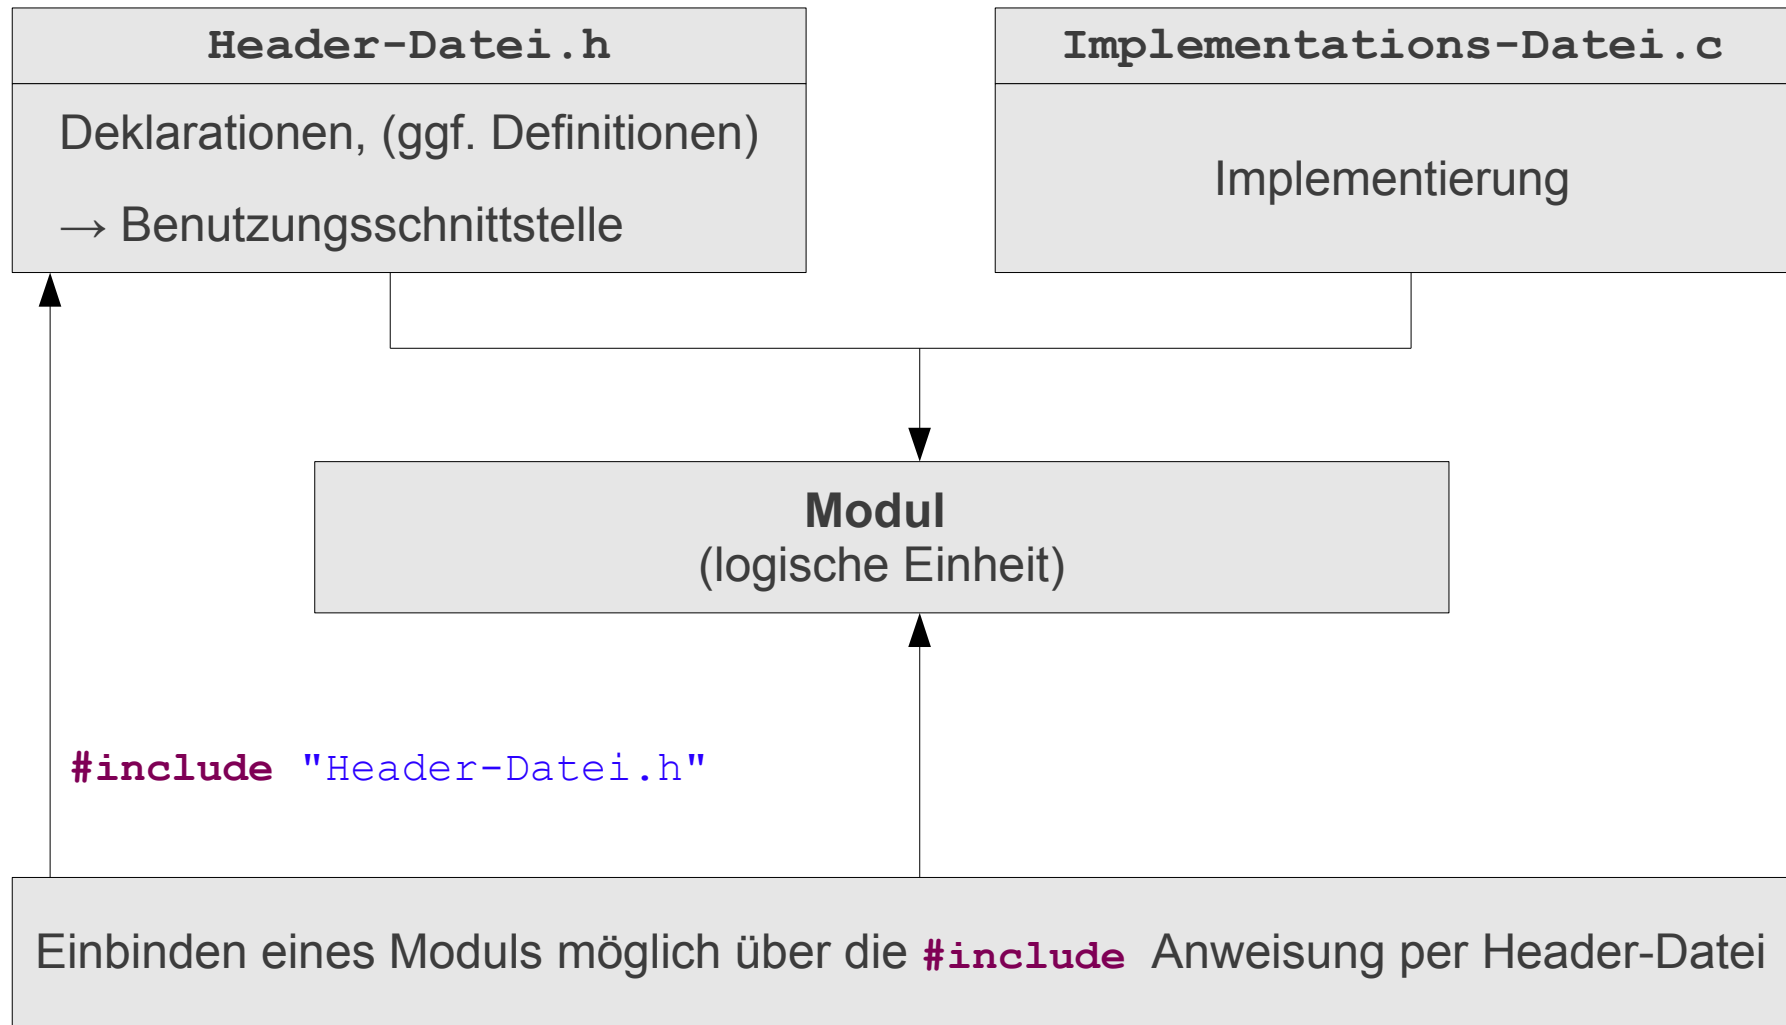 Header-Datei.h
Deklarationen, (ggf. Definitionen)
→ Benutzungsschnittstelle
Implementations-Datei.c
Implementierung
Modul
(logische Einheit)
#include "Header-Datei.h"
Einbinden eines Moduls möglich über die #include Anweisung per Header-Datei